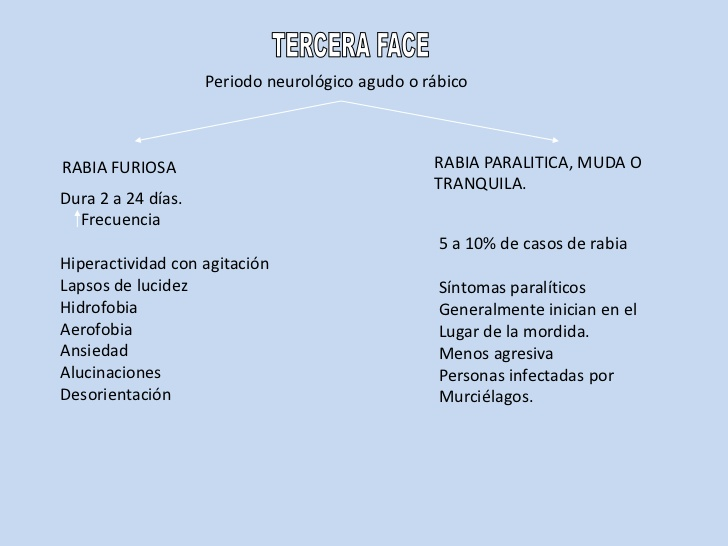 TERCERA FACE
Periodo neurológico agudo o rábico
RABIA FURIOSA
Dura 2 a 24 días.
Frecuencia
Hiperactividad con agitación
Lapsos de lucidez
Hidrofobia
Aerofobia
Ansiedad
Alucinaciones
Desorientación
RABIA PARALITICA, MUDA O
TRANQUILA.
5 a 10% de casos de rabia
Síntomas paralíticos
Generalmente inician en el
Lugar de la mordida.
Menos agresiva
Personas infectadas por
Murciélagos.